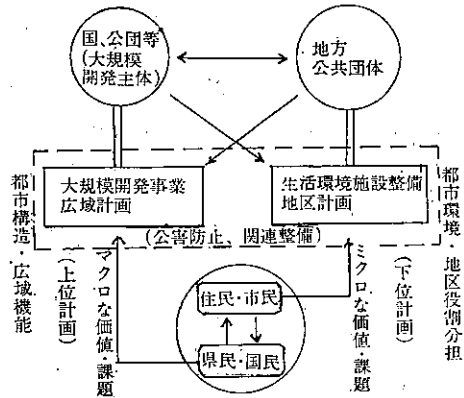 国、公団等
(大規模
開発主体)
地方
公共団体
大規模開発事業
広域計画
生活環境施設整備
地区計画
(公害防止、関連整備)
都市構造・広域機能
(上位計画)
マクロな価値・課題
住民・市民
県民・国民
ミクロな価値・課題
(下位計画)
都市環境・地区役割分担